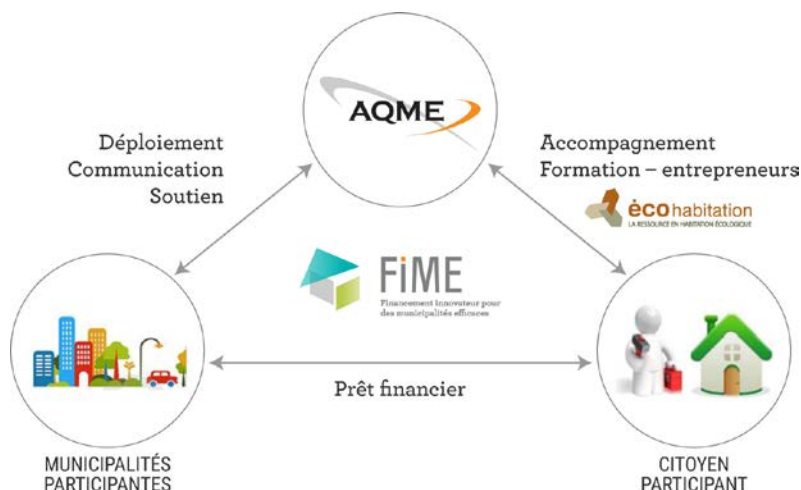 AQME
Déploiement
Communication
Soutien
Accompagnement
Formation – entrepreneurs
écohabitation
LA RESSOURCE EN HABITATION ÉCOLOGIQUE
FiME
Financement innovateur pour
des municipalités efficaces
Prêt financier
MUNICIPALITÉS
PARTICIPANTES
CITOYEN
PARTICIPANT